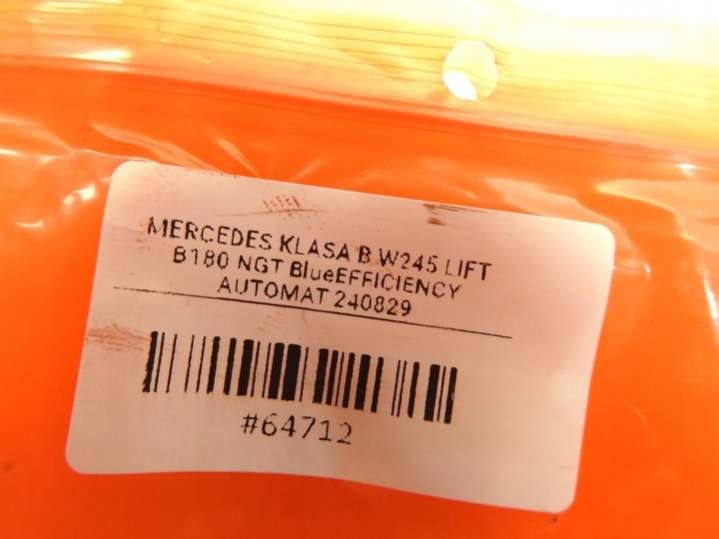 MERCEDES KLASA B W245 LIFT
B180 NGT BlueEFFICIENCY
AUTOMAT 240829
#64712